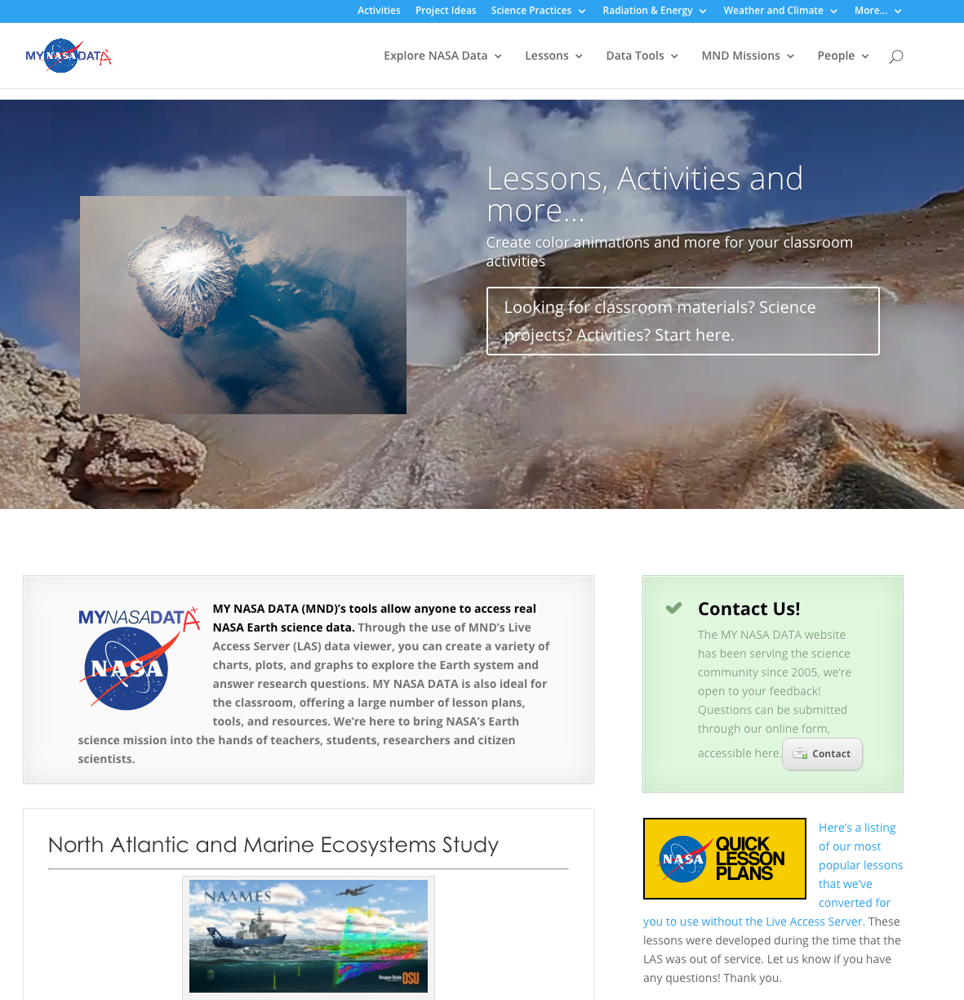 Activities Project Ideas Science Practices Radiation & Energy Weather and Climate More...
MY NASA DATA
Explore NASA Data Lessons Data Tools MND Missions People
Lessons, Activities and
more...
Create color animations and more for your classroom
activities
Looking for classroom materials? Science
projects? Activities? Start here.
MY NASA DATA
NASA
MY NASA DATA (MND)’s tools allow anyone to access real
NASA Earth science data. Through the use of MND’s Live
Access Server (LAS) data viewer, you can create a variety of
charts, plots, and graphs to explore the Earth system and
answer research questions. MY NASA DATA is also ideal for
the classroom, offering a large number of lesson plans,
tools, and resources. We’re here to bring NASA’s Earth
science mission into the hands of teachers, students, researchers and citizen
scientists.
Contact Us!
The MY NASA DATA website
has been serving the science
community since 2005, we’re
open to your feedback!
Questions can be submitted
through our online form,
accessible here. Contact
North Atlantic and Marine Ecosystems Study
NAAMES
Oregon State
OSU
NASA
QUICK
LESSON
PLANS
Here’s a listing
of our most
popular lessons
that we’ve
converted for
you to use without the Live Access Server. These
lessons were developed during the time that the
LAS was out of service. Let us know if you have
any questions! Thank you.